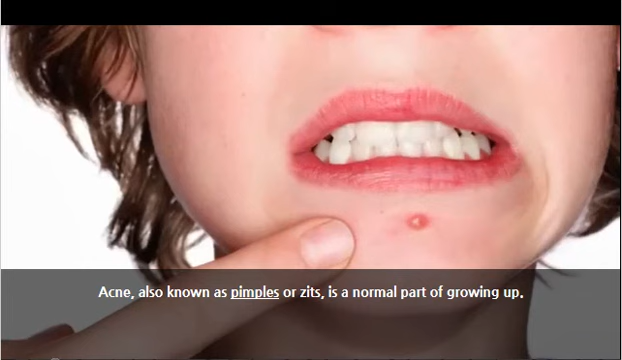 Acne, also known as pimples or zits, is a normal part of growing up.